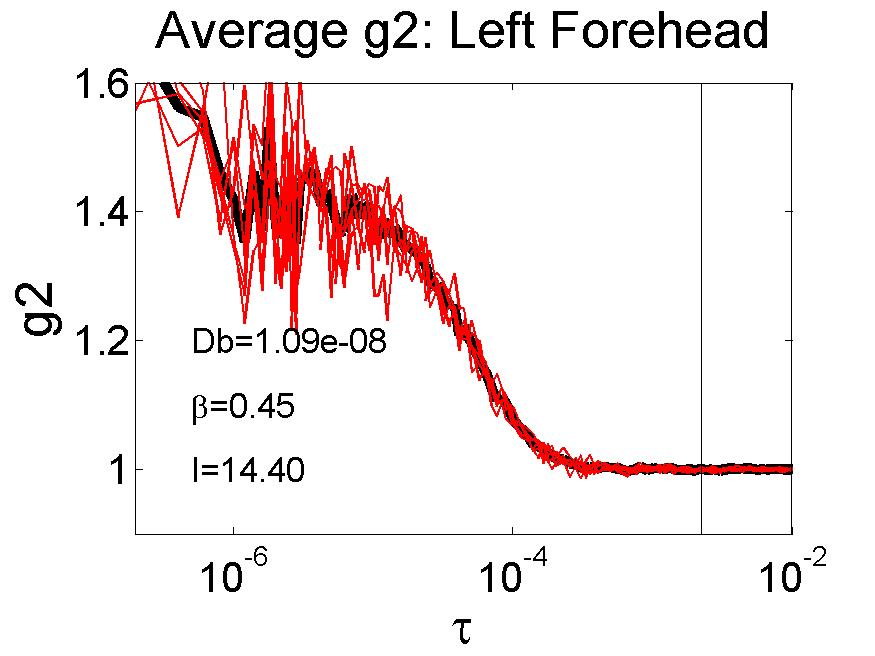 Average g2: Left Forehead
1.6
1.4
1.2
1
g2
Db=1.09e-08
β=0.45
I=14.40
10^-6
10^-4
10^-2
τ